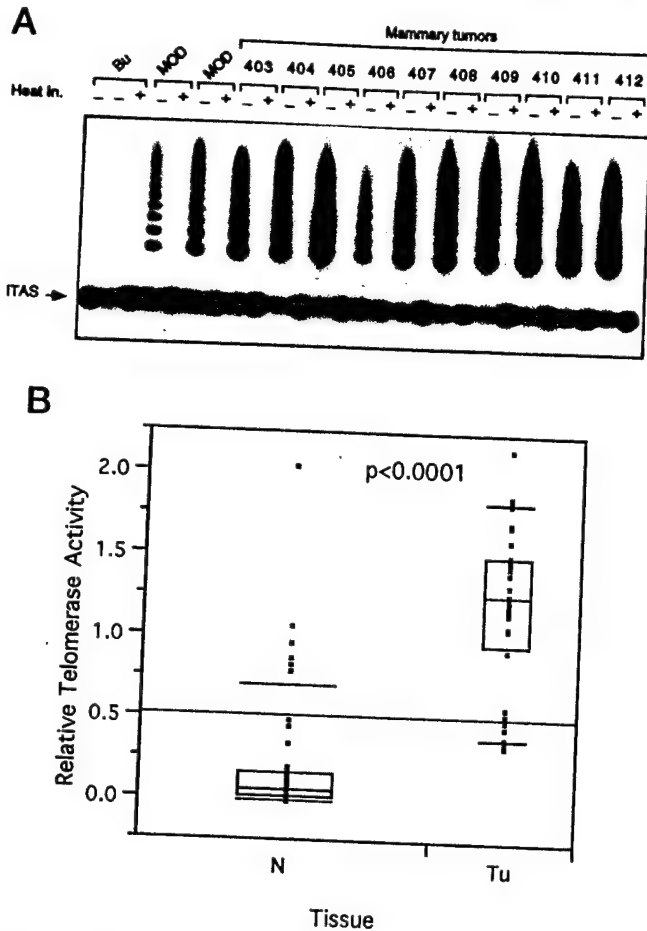 A
Mammary tumors
Bu MOD MOD 403 404 405 406 407 408 409 410 411 412
Heat in. – – + – + – + – + – + – + – + – + – + – + – + – +
ITAS
B
p<0.0001
2.0
1.5
1.0
0.5
0.0
Relative Telomerase Activity
N Tu
Tissue